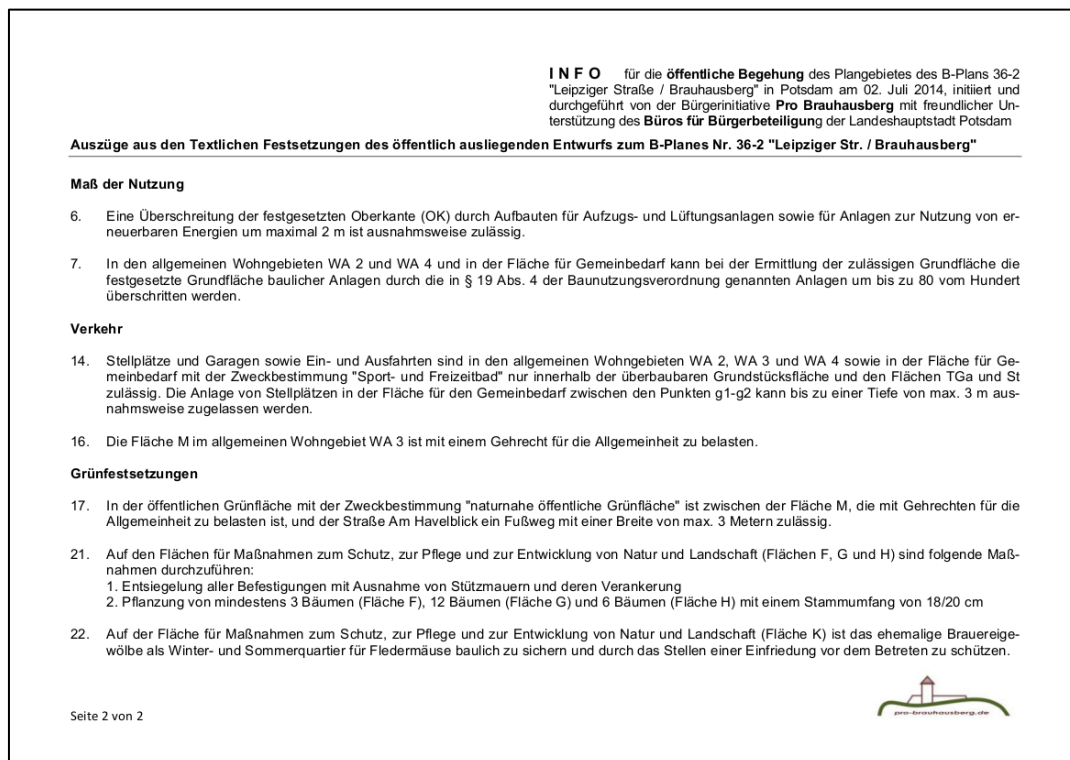 INFO für die öffentliche Begehung des Plangebietes des B-Plans 36-2
"Leipziger Straße / Brauhausberg" in Potsdam am 02. Juli 2014, initiiert und
durchgeführt von der Bürgerinitiative Pro Brauhausberg mit freundlicher Un-
terstützung des Büros für Bürgerbeteiligung der Landeshauptstadt Potsdam
Auszüge aus den Textlichen Festsetzungen des öffentlich ausliegenden Entwurfs zum B-Planes Nr. 36-2 "Leipziger Str. / Brauhausberg"
Maß der Nutzung
6. Eine Überschreitung der festgesetzten Oberkante (OK) durch Aufbauten für Aufzugs- und Lüftungsanlagen sowie für Anlagen zur Nutzung von er-
neuerbaren Energien um maximal 2 m ist ausnahmsweise zulässig.
7. In den allgemeinen Wohngebieten WA 2 und WA 4 und in der Fläche für Gemeinbedarf kann bei der Ermittlung der zulässigen Grundfläche die
festgesetzte Grundfläche baulicher Anlagen durch die in § 19 Abs. 4 der Baunutzungsverordnung genannten Anlagen um bis zu 80 vom Hundert
überschritten werden.
Verkehr
14. Stellplätze und Garagen sowie Ein- und Ausfahrten sind in den allgemeinen Wohngebieten WA 2, WA 3 und WA 4 sowie in der Fläche für Ge-
meinbedarf mit der Zweckbestimmung "Sport- und Freizeitbad" nur innerhalb der überbaubaren Grundstücksfläche und den Flächen TGa und St
zulässig. Die Anlage von Stellplätzen in der Fläche für den Gemeinbedarf zwischen den Punkten g1-g2 kann bis zu einer Tiefe von max. 3 m aus-
nahmsweise zugelassen werden.
16. Die Fläche M im allgemeinen Wohngebiet WA 3 ist mit einem Gehrecht für die Allgemeinheit zu belasten.
Grünfestsetzungen
17. In der öffentlichen Grünfläche mit der Zweckbestimmung "naturnahe öffentliche Grünfläche" ist zwischen der Fläche M, die mit Gehrechten für die
Allgemeinheit zu belasten ist, und der Straße Am Havelblick ein Fußweg mit einer Breite von max. 3 Metern zulässig.
21. Auf den Flächen für Maßnahmen zum Schutz, zur Pflege und zur Entwicklung von Natur und Landschaft (Flächen F, G und H) sind folgende Maß-
nahmen durchzuführen:
1. Entsiegelung aller Befestigungen mit Ausnahme von Stützmauern und deren Verankerung
2. Pflanzung von mindestens 3 Bäumen (Fläche F), 12 Bäumen (Fläche G) und 6 Bäumen (Fläche H) mit einem Stammumfang von 18/20 cm
22. Auf der Fläche für Maßnahmen zum Schutz, zur Pflege und zur Entwicklung von Natur und Landschaft (Fläche K) ist das ehemalige Brauereige-
wölbe als Winter- und Sommerquartier für Fledermäuse baulich zu sichern und durch das Stellen einer Einfriedung vor dem Betreten zu schützen.
pro-brauhausberg.de
Seite 2 von 2